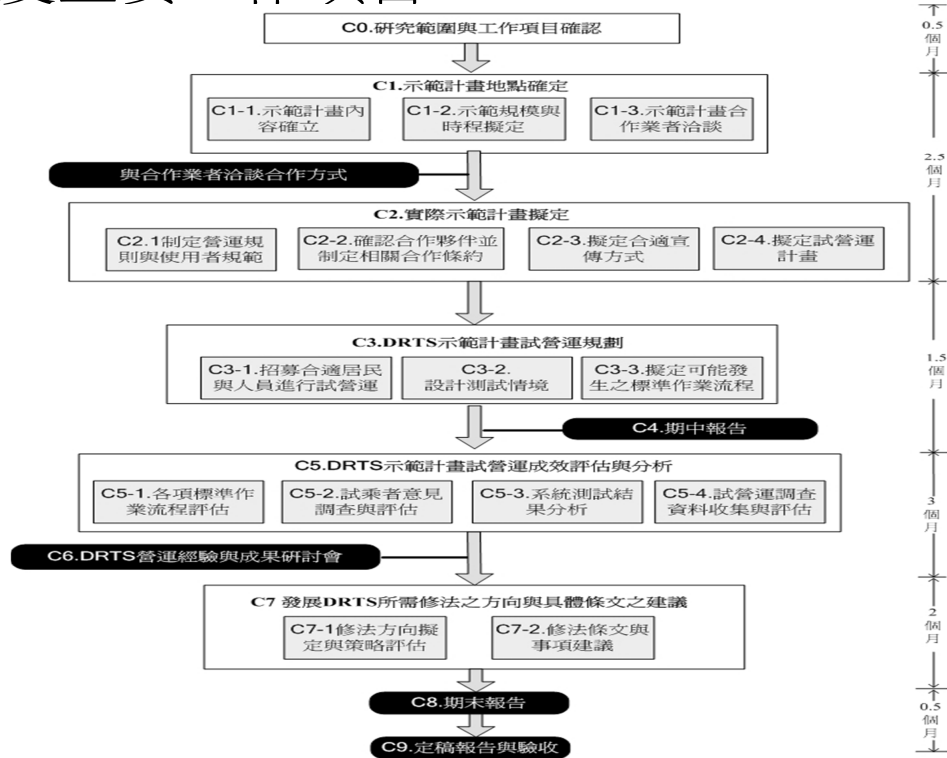 C0.研究範圍與工作項目確認
C1.示範計畫地點確定
C1-1.示範計畫內
容確立
C1-2.示範規模與
時程擬定
C1-3.示範計畫合
作業者洽談
與合作業者洽談合作方式
C2.實際示範計畫擬定
C2.1制定營運規
則與使用者規範
C2-2.確認合作夥伴並
制定相關合作條約
C2-3.擬定合適宣
傳方式
C2-4.擬定試營運
計畫
C3.DRTS示範計畫試營運規劃
C3-1.招募合適居民
與人員進行試營運
C3-2.
設計測試情境
C3-3.擬定可能發
生之標準作業流程
C4.期中報告
C5.DRTS示範計畫試營運成效評估與分析
C5-1.各項標準作
業流程評估
C5-2.試乘者意見
調查與評估
C5-3.系統測試結
果分析
C5-4.試營運調查
資料收集與評估
C6.DRTS營運經驗與成果研討會
C7 發展DRTS所需修法之方向與具體條文之建議
C7-1修法方向擬
定與策略評估
C7-2.修法條文與
事項建議
C8.期末報告
C9.定稿報告與驗收
0.5
個
月
2.5
個
月
1.5
個
月
3
個
月
2
個
月
0.5
個
月